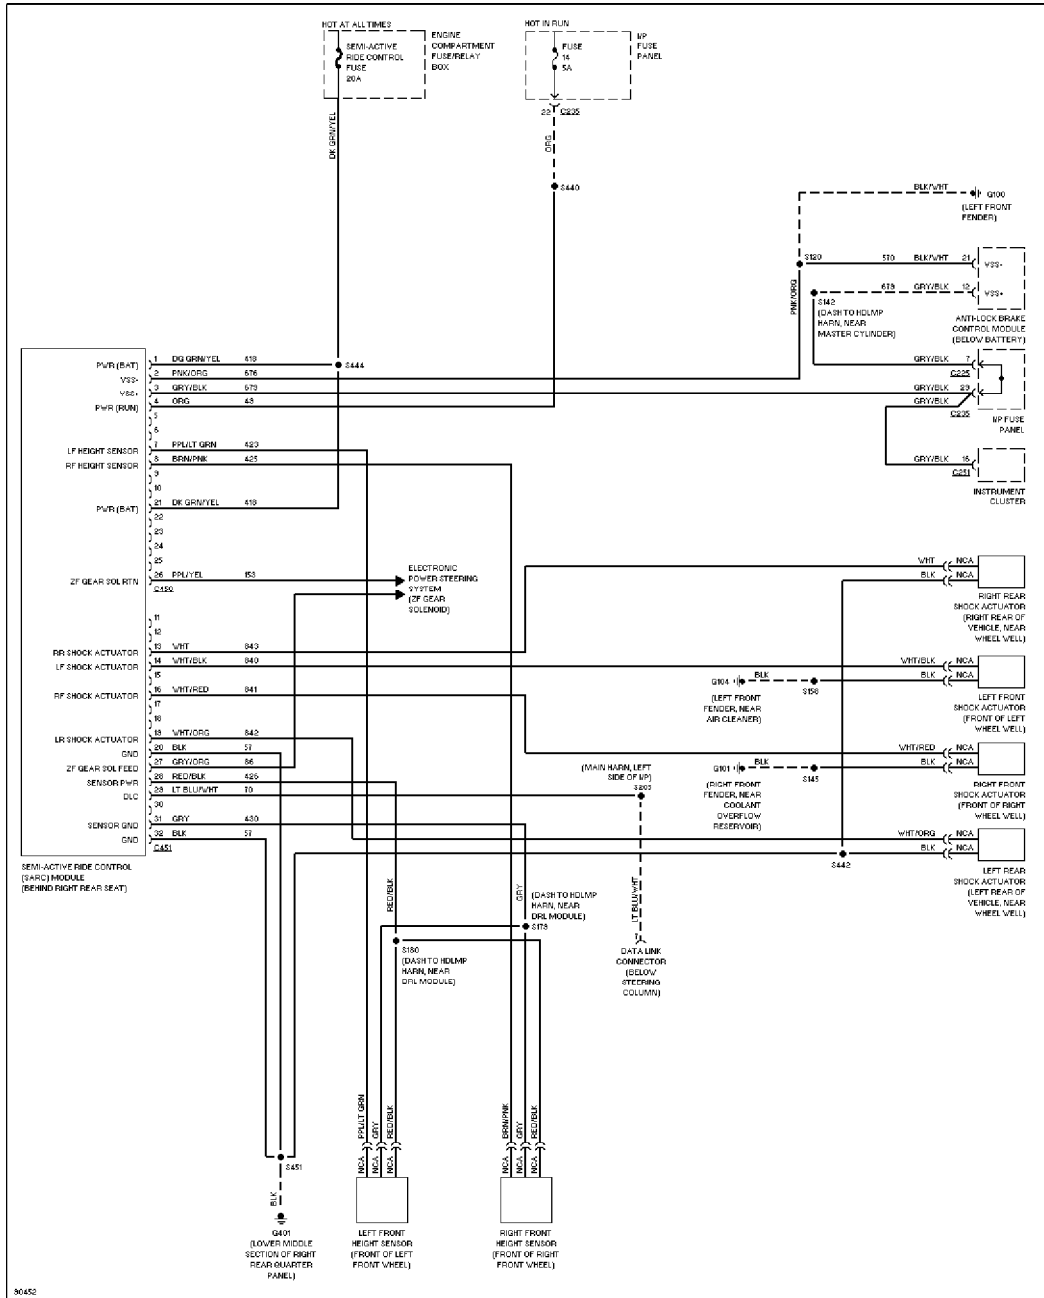 HOT AT ALL TIMES
SEMI-ACTIVE
RIDE CONTROL
FUSE
20A
ENGINE
COMPARTMENT
FUSE/RELAY
BOX
HOT IN RUN
FUSE
14
5A
I/P
FUSE
PANEL
22 C235
DK GRN/YEL
ORG
S440
BLK/WHT
G100
(LEFT FRONT
FENDER)
S120 570 BLK/WHT 21 VSS-
PNK/ORG
679 GRY/BLK 12 VSS+
S142
(DASH TO HDLMP
HARN, NEAR
MASTER CYLINDER)
ANTI-LOCK BRAKE
CONTROL MODULE
(BELOW BATTERY)
GRY/BLK 7
C225
GRY/BLK 23
GRY/BLK
C235
I/P FUSE
PANEL
GRY/BLK 16
C251
INSTRUMENT
CLUSTER
PWR (BAT) 1 DG GRN/YEL 418 S444
VSS- 2 PNK/ORG 676
VSS+ 3 GRY/BLK 673
PWR (RUN) 4 ORG 43
5
6
LF HEIGHT SENSOR 7 PPL/LT GRN 423
RF HEIGHT SENSOR 8 BRN/PNK 425
9
10
PWR (BAT) 21 DK GRN/YEL 418
22
23
24
25
ZF GEAR SOL RTN 26 PPL/YEL 153
C450
ELECTRONIC
POWER STEERING
SYSTEM
(ZF GEAR
SOLENOID)
11
12
RR SHOCK ACTUATOR 13 WHT 843
LF SHOCK ACTUATOR 14 WHT/BLK 840
15
RF SHOCK ACTUATOR 16 WHT/RED 841
17
18
LR SHOCK ACTUATOR 19 WHT/ORG 842
GND 20 BLK 57
ZF GEAR SOL FEED 27 GRY/ORG 86
SENSOR PWR 28 RED/BLK 426
DLC 29 LT BLU/WHT 70
30
SENSOR GND 31 GRY 430
GND 32 BLK 57
C451
SEMI-ACTIVE RIDE CONTROL
(SARC) MODULE
(BEHIND RIGHT REAR SEAT)
WHT NCA
BLK NCA
RIGHT REAR
SHOCK ACTUATOR
(RIGHT REAR OF
VEHICLE, NEAR
WHEEL WELL)
WHT/BLK NCA
G104 BLK S158 BLK NCA
(LEFT FRONT
FENDER, NEAR
AIR CLEANER)
LEFT FRONT
SHOCK ACTUATOR
(FRONT OF LEFT
WHEEL WELL)
WHT/RED NCA
G101 BLK S145 BLK NCA
(RIGHT FRONT
FENDER, NEAR
COOLANT
OVERFLOW
RESERVOIR)
RIGHT FRONT
SHOCK ACTUATOR
(FRONT OF RIGHT
WHEEL WELL)
(MAIN HARN, LEFT
SIDE OF I/P)
S205
WHT/ORG NCA
BLK NCA
S442
LEFT REAR
SHOCK ACTUATOR
(LEFT REAR OF
VEHICLE, NEAR
WHEEL WELL)
RED/BLK
GRY
LT BLU/WHT
(DASH TO HDLMP
HARN, NEAR
DRL MODULE)
S179
S180
(DASH TO HDLMP
HARN, NEAR
DRL MODULE)
7
DATA LINK
CONNECTOR
(BELOW
STEERING
COLUMN)
PPL/LT GRN
GRY
RED/BLK
BRN/PNK
GRY
RED/BLK
NCA
NCA
NCA
NCA
NCA
NCA
S451
BLK
G401
(LOWER MIDDLE
SECTION OF RIGHT
REAR QUARTER
PANEL)
LEFT FRONT
HEIGHT SENSOR
(FRONT OF LEFT
FRONT WHEEL)
RIGHT FRONT
HEIGHT SENSOR
(FRONT OF RIGHT
FRONT WHEEL)
90452